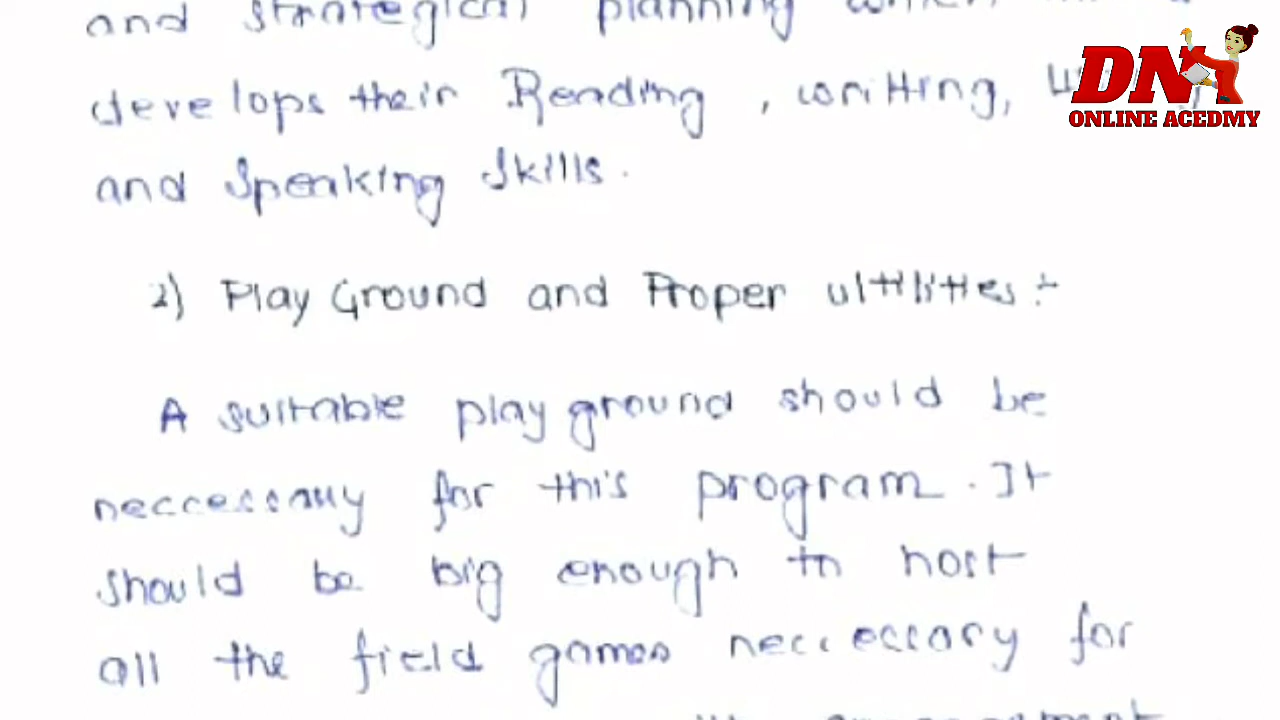 and strategical planning
develops their Reading, writting,
and Speaking Skills.
2) Play Ground and Proper ultilities :-
A suitable play ground should be
neccessary for this program. It
should be big enough to host
all the field games neccessary for
DN
ONLINE ACEDMY